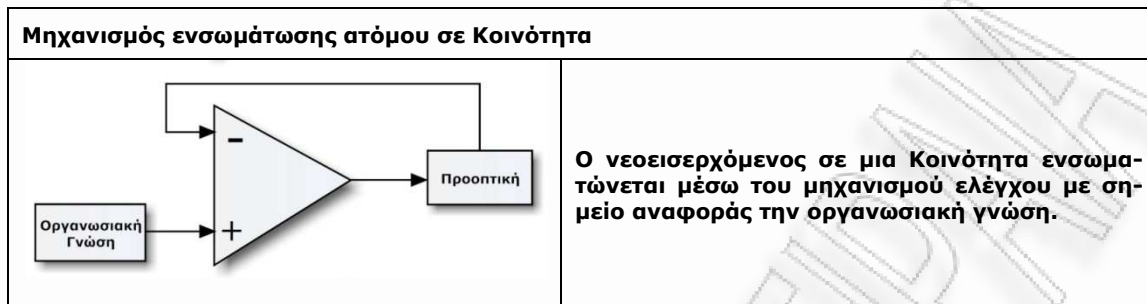 Μηχανισμός ενσωμάτωσης ατόμου σε Κοινότητα
-
Προοπτική
Οργανωσιακή
Γνώση
+
Ο νεοεισερχόμενος σε μια Κοινότητα ενσωμα-
τώνεται μέσω του μηχανισμού ελέγχου με ση-
μείο αναφοράς την οργανωσιακή γνώση.